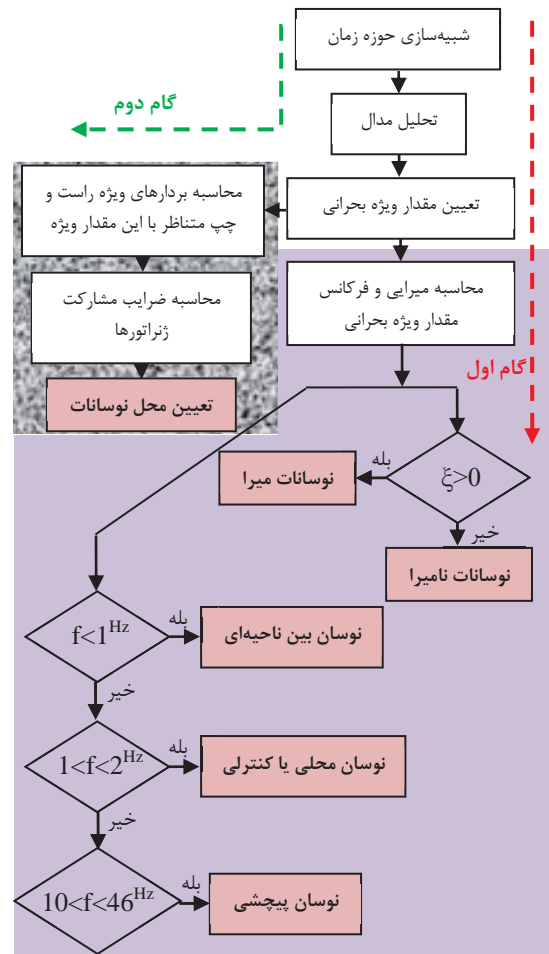 شبیه‌سازی حوزه زمان
گام دوم
تحلیل مدال
تعیین مقدار ویژه بحرانی
محاسبه بردارهای ویژه راست و
چپ متناظر با این مقدار ویژه
محاسبه میرایی و فرکانس
مقدار ویژه بحرانی
محاسبه ضرایب مشارکت
ژنراتورها
گام اول
تعیین محل نوسانات
ξ>0
بله
نوسانات میرا
خیر
نوسانات نامیرا
f<1Hz
بله
نوسان بین ناحیه‌ای
خیر
1<f<2Hz
بله
نوسان محلی یا کنترلی
خیر
10<f<46Hz
بله
نوسان پیچشی